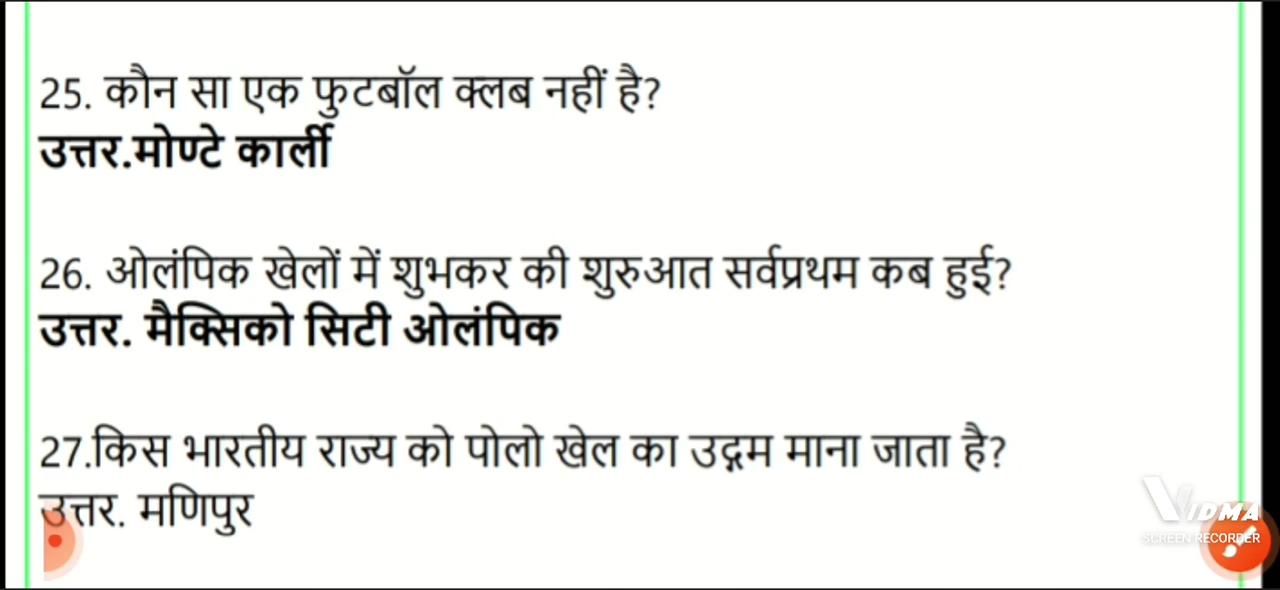 25. कौन सा एक फुटबॉल क्लब नहीं है?
उत्तर.मोण्टे कार्ली
26. ओलंपिक खेलों में शुभकर की शुरुआत सर्वप्रथम कब हुई?
उत्तर. मैक्सिको सिटी ओलंपिक
27.किस भारतीय राज्य को पोलो खेल का उद्गम माना जाता है?
उत्तर. मणिपुर
VIDMA
SCREEN RECORDER